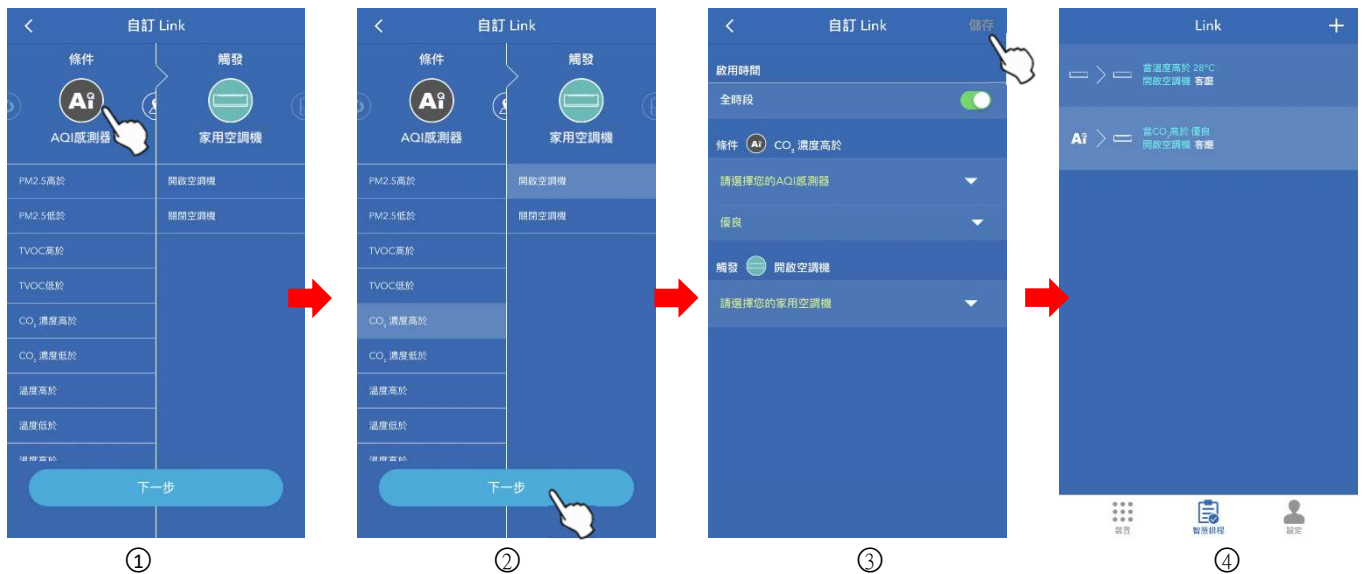 自訂 Link
條件
觸發
AQI感測器
家用空調機
PM2.5高於
開啟空調機
PM2.5低於
關閉空調機
TVOC高於
TVOC低於
CO₂ 濃度高於
CO₂ 濃度低於
溫度高於
溫度低於
下一步
①
自訂 Link
條件
觸發
AQI感測器
家用空調機
PM2.5高於
開啟空調機
PM2.5低於
關閉空調機
TVOC高於
TVOC低於
CO₂ 濃度高於
CO₂ 濃度低於
溫度高於
溫度低於
下一步
②
自訂 Link
儲存
啟用時間
全時段
條件 Ai CO₂ 濃度高於
請選擇您的AQI感測器
優良
觸發 開啟空調機
請選擇您的家用空調機
③
Link
當溫度高於 28°C
開啟空調機 客廳
Ai
當CO₂高於 優良
開啟空調機 客廳
裝置
智慧排程
設定
④